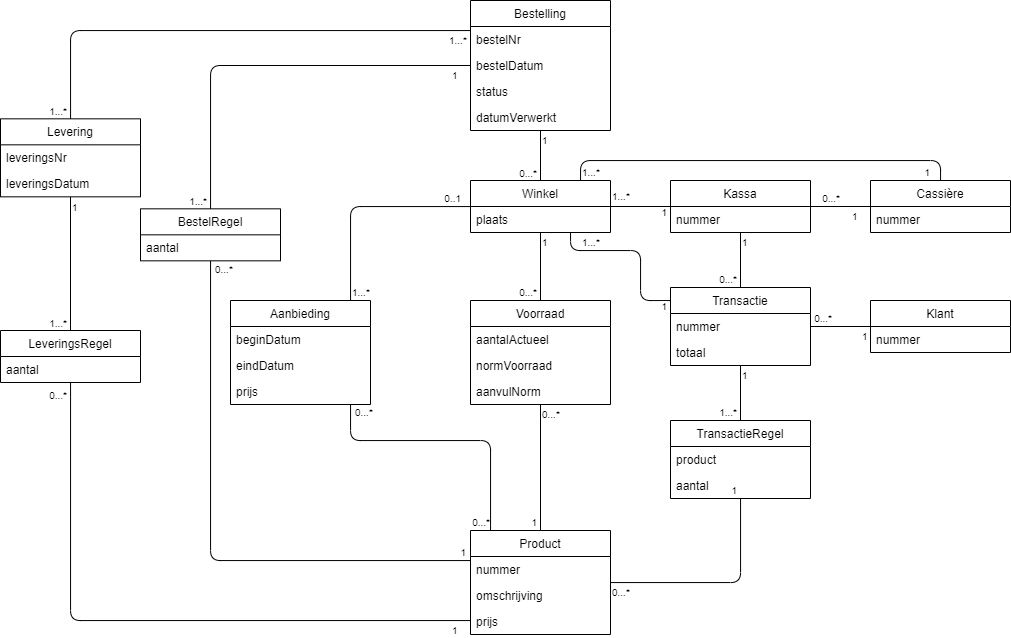 Bestelling
bestelNr
bestelDatum
status
datumVerwerkt
1...*
1
1...*
1
Levering
leveringsNr
leveringsDatum
1
1...*
BestelRegel
aantal
0...*
0...*
Winkel
plaats
0..1
1...*
1...*
1
1
1...*
Kassa
nummer
1
0...*
1
1
Cassière
nummer
1...*
Aanbieding
beginDatum
eindDatum
prijs
0...*
0...*
Voorraad
aantalActueel
normVoorraad
aanvulNorm
0...*
0...*
1
Transactie
nummer
totaal
1
0...*
1
Klant
nummer
1...*
LeveringsRegel
aantal
0...*
1...*
TransactieRegel
product
aantal
1
0...*
1
1
Product
nummer
omschrijving
prijs
0...*
1